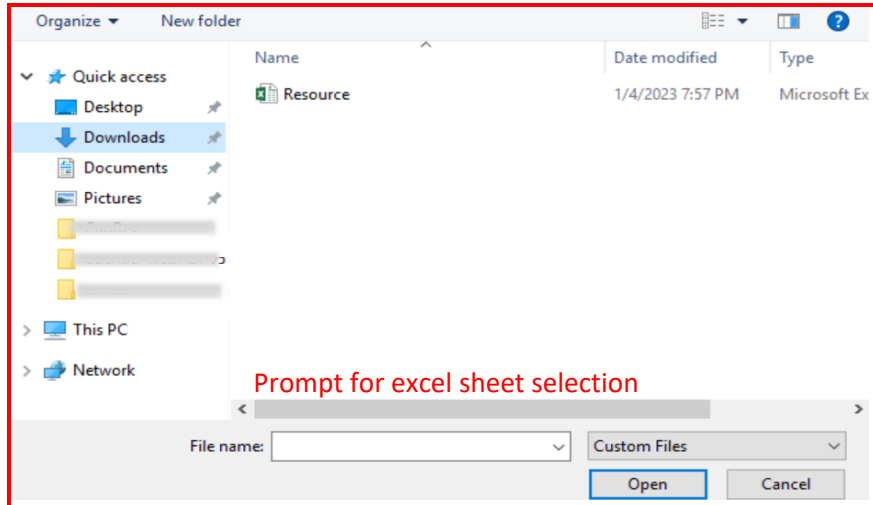 Organize New folder
Name Date modified Type
Quick access
Resource 1/4/2023 7:57 PM Microsoft Ex
Desktop
Downloads
Documents
Pictures
This PC
Network
Prompt for excel sheet selection
File name: Custom Files
Open Cancel